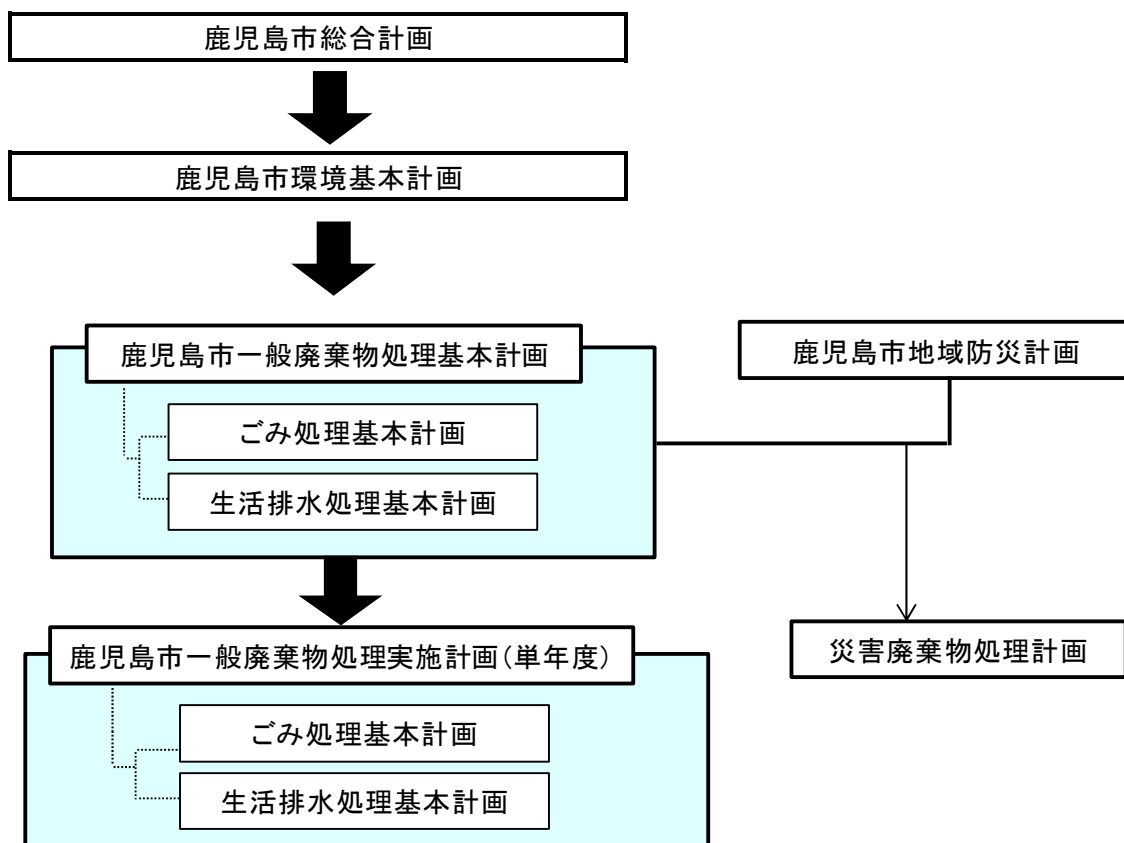 鹿児島市総合計画
鹿児島市環境基本計画
鹿児島市一般廃棄物処理基本計画
鹿児島市地域防災計画
ごみ処理基本計画
生活排水処理基本計画
鹿児島市一般廃棄物処理実施計画(単年度)
災害廃棄物処理計画
ごみ処理基本計画
生活排水処理基本計画